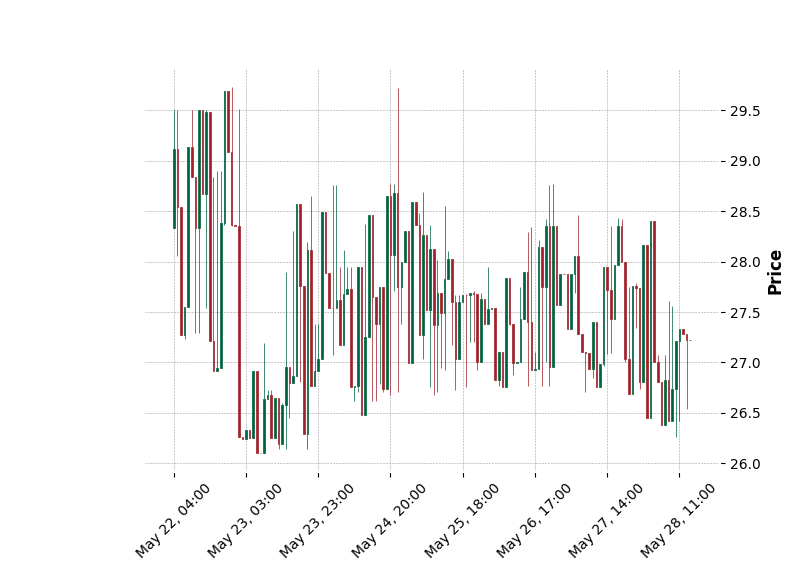 29.5
29.0
28.5
28.0
27.5
27.0
26.5
26.0
Price
May 22, 04:00
May 23, 03:00
May 23, 23:00
May 24, 20:00
May 25, 18:00
May 26, 17:00
May 27, 14:00
May 28, 11:00